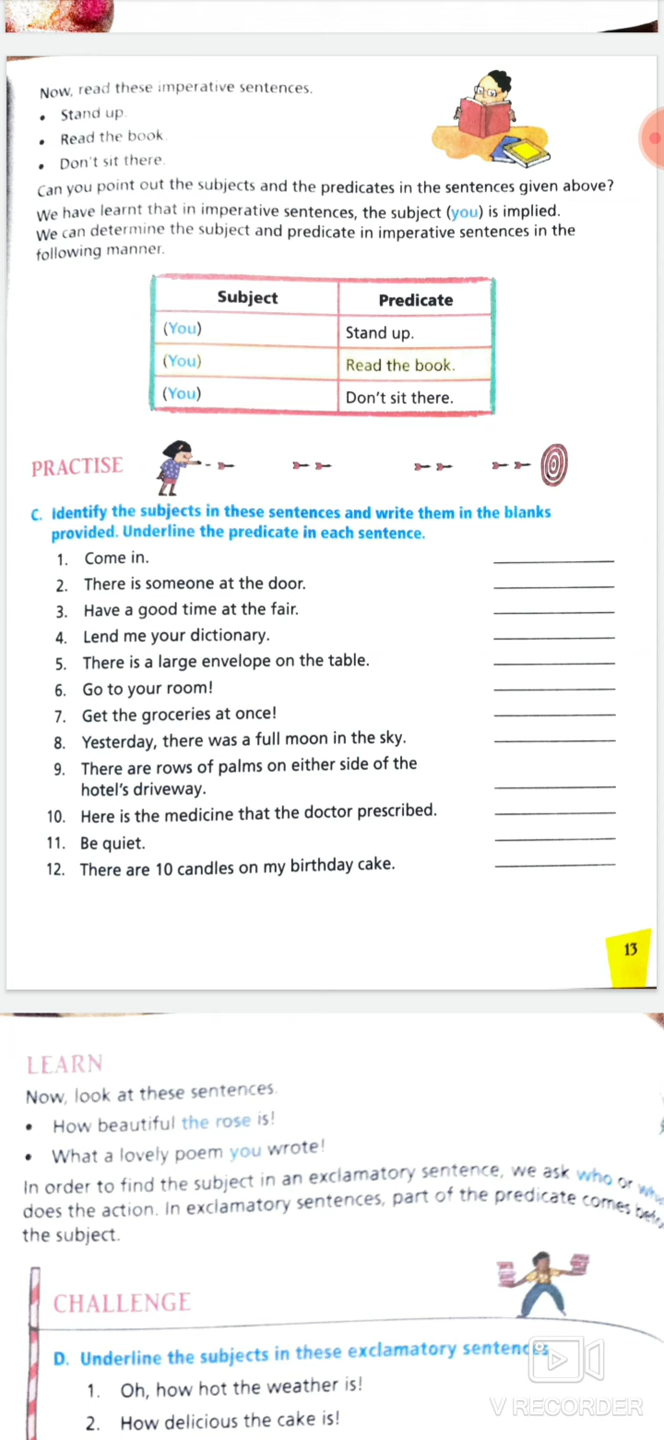 Now, read these imperative sentences.
• Stand up.
• Read the book.
• Don't sit there.
Can you point out the subjects and the predicates in the sentences given above?
We have learnt that in imperative sentences, the subject (you) is implied.
We can determine the subject and predicate in imperative sentences in the
following manner.
Subject Predicate
(You) Stand up.
(You) Read the book.
(You) Don't sit there.
PRACTISE
C. Identify the subjects in these sentences and write them in the blanks
provided. Underline the predicate in each sentence.
1. Come in.
2. There is someone at the door.
3. Have a good time at the fair.
4. Lend me your dictionary.
5. There is a large envelope on the table.
6. Go to your room!
7. Get the groceries at once!
8. Yesterday, there was a full moon in the sky.
9. There are rows of palms on either side of the
hotel's driveway.
10. Here is the medicine that the doctor prescribed.
11. Be quiet.
12. There are 10 candles on my birthday cake.
13
LEARN
Now, look at these sentences.
• How beautiful the rose is!
• What a lovely poem you wrote!
In order to find the subject in an exclamatory sentence, we ask who or
does the action. In exclamatory sentences, part of the predicate comes
the subject.
CHALLENGE
D. Underline the subjects in these exclamatory sentences
1. Oh, how hot the weather is!
2. How delicious the cake is!
V RECORDER